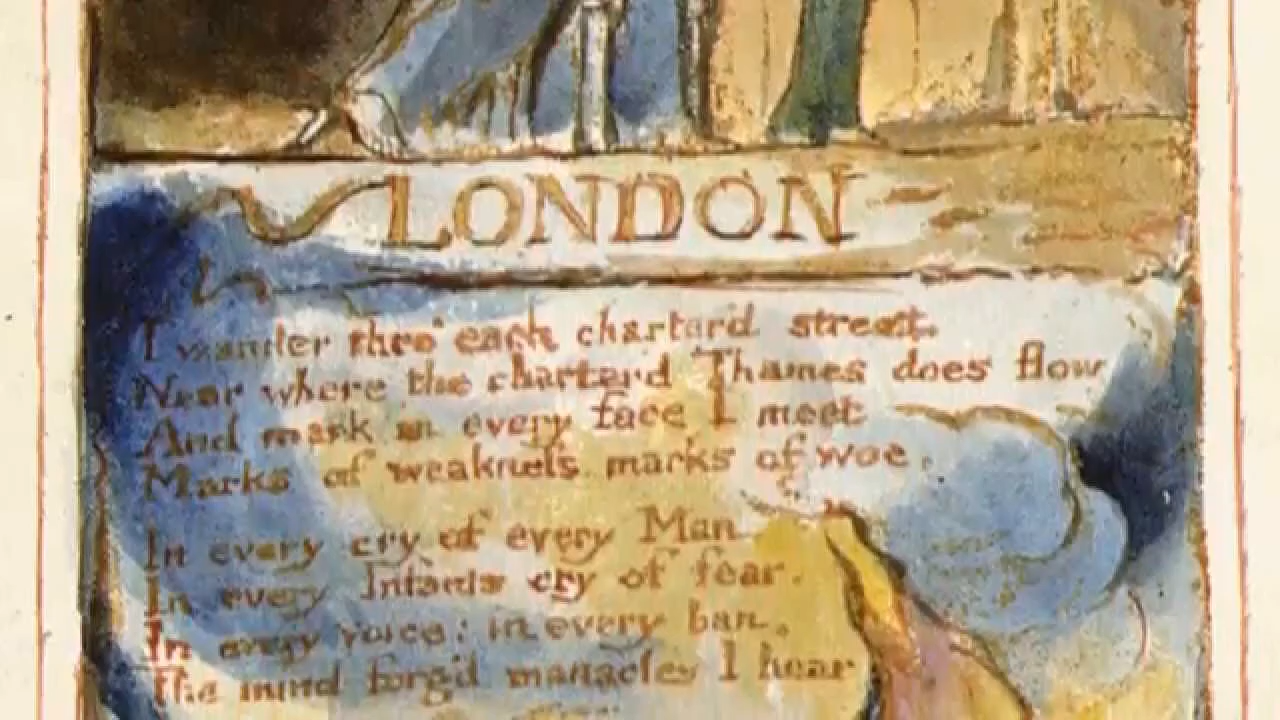 LONDON
I wander thro' each charter'd street.
Near where the charter'd Thames does flow
And mark in every face I meet
Marks of weakness, marks of woe.
In every cry of every Man
In every Infants cry of fear.
In every voice; in every ban.
The mind-forg'd manacles I hear